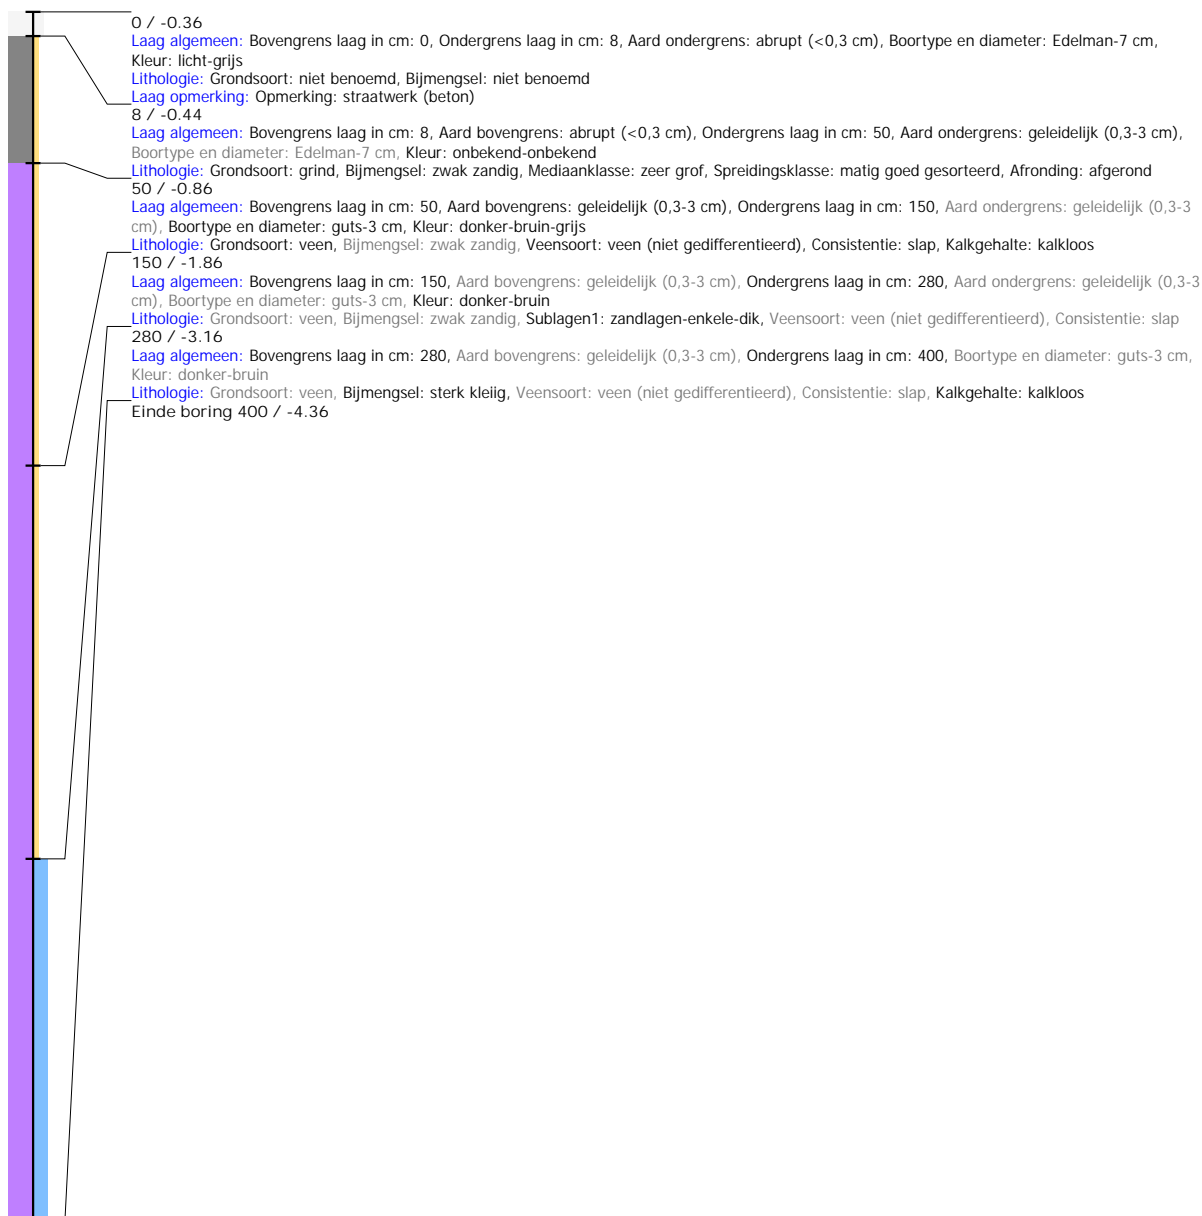 0 / -0.36
Laag algemeen: Bovengrens laag in cm: 0, Ondergrens laag in cm: 8, Aard ondergrens: abrupt (<0,3 cm), Boortype en diameter: Edelman-7 cm,
Kleur: licht-grijs
Lithologie: Grondsoort: niet benoemd, Bijmengsel: niet benoemd
Laag opmerking: Opmerking: straatwerk (beton)
8 / -0.44
Laag algemeen: Bovengrens laag in cm: 8, Aard bovengrens: abrupt (<0,3 cm), Ondergrens laag in cm: 50, Aard ondergrens: geleidelijk (0,3-3 cm),
Boortype en diameter: Edelman-7 cm, Kleur: onbekend-onbekend
Lithologie: Grondsoort: grind, Bijmengsel: zwak zandig, Mediaanklasse: zeer grof, Spreidingsklasse: matig goed gesorteerd, Afronding: afgerond
50 / -0.86
Laag algemeen: Bovengrens laag in cm: 50, Aard bovengrens: geleidelijk (0,3-3 cm), Ondergrens laag in cm: 150, Aard ondergrens: geleidelijk (0,3-3
cm), Boortype en diameter: guts-3 cm, Kleur: donker-bruin-grijs
Lithologie: Grondsoort: veen, Bijmengsel: zwak zandig, Veensoort: veen (niet gedifferentieerd), Consistentie: slap, Kalkgehalte: kalkloos
150 / -1.86
Laag algemeen: Bovengrens laag in cm: 150, Aard bovengrens: geleidelijk (0,3-3 cm), Ondergrens laag in cm: 280, Aard ondergrens: geleidelijk (0,3-3
cm), Boortype en diameter: guts-3 cm, Kleur: donker-bruin
Lithologie: Grondsoort: veen, Bijmengsel: zwak zandig, Sublagen1: zandlagen-enkele-dik, Veensoort: veen (niet gedifferentieerd), Consistentie: slap
280 / -3.16
Laag algemeen: Bovengrens laag in cm: 280, Aard bovengrens: geleidelijk (0,3-3 cm), Ondergrens laag in cm: 400, Boortype en diameter: guts-3 cm,
Kleur: donker-bruin
Lithologie: Grondsoort: veen, Bijmengsel: sterk kleiig, Veensoort: veen (niet gedifferentieerd), Consistentie: slap, Kalkgehalte: kalkloos
Einde boring 400 / -4.36